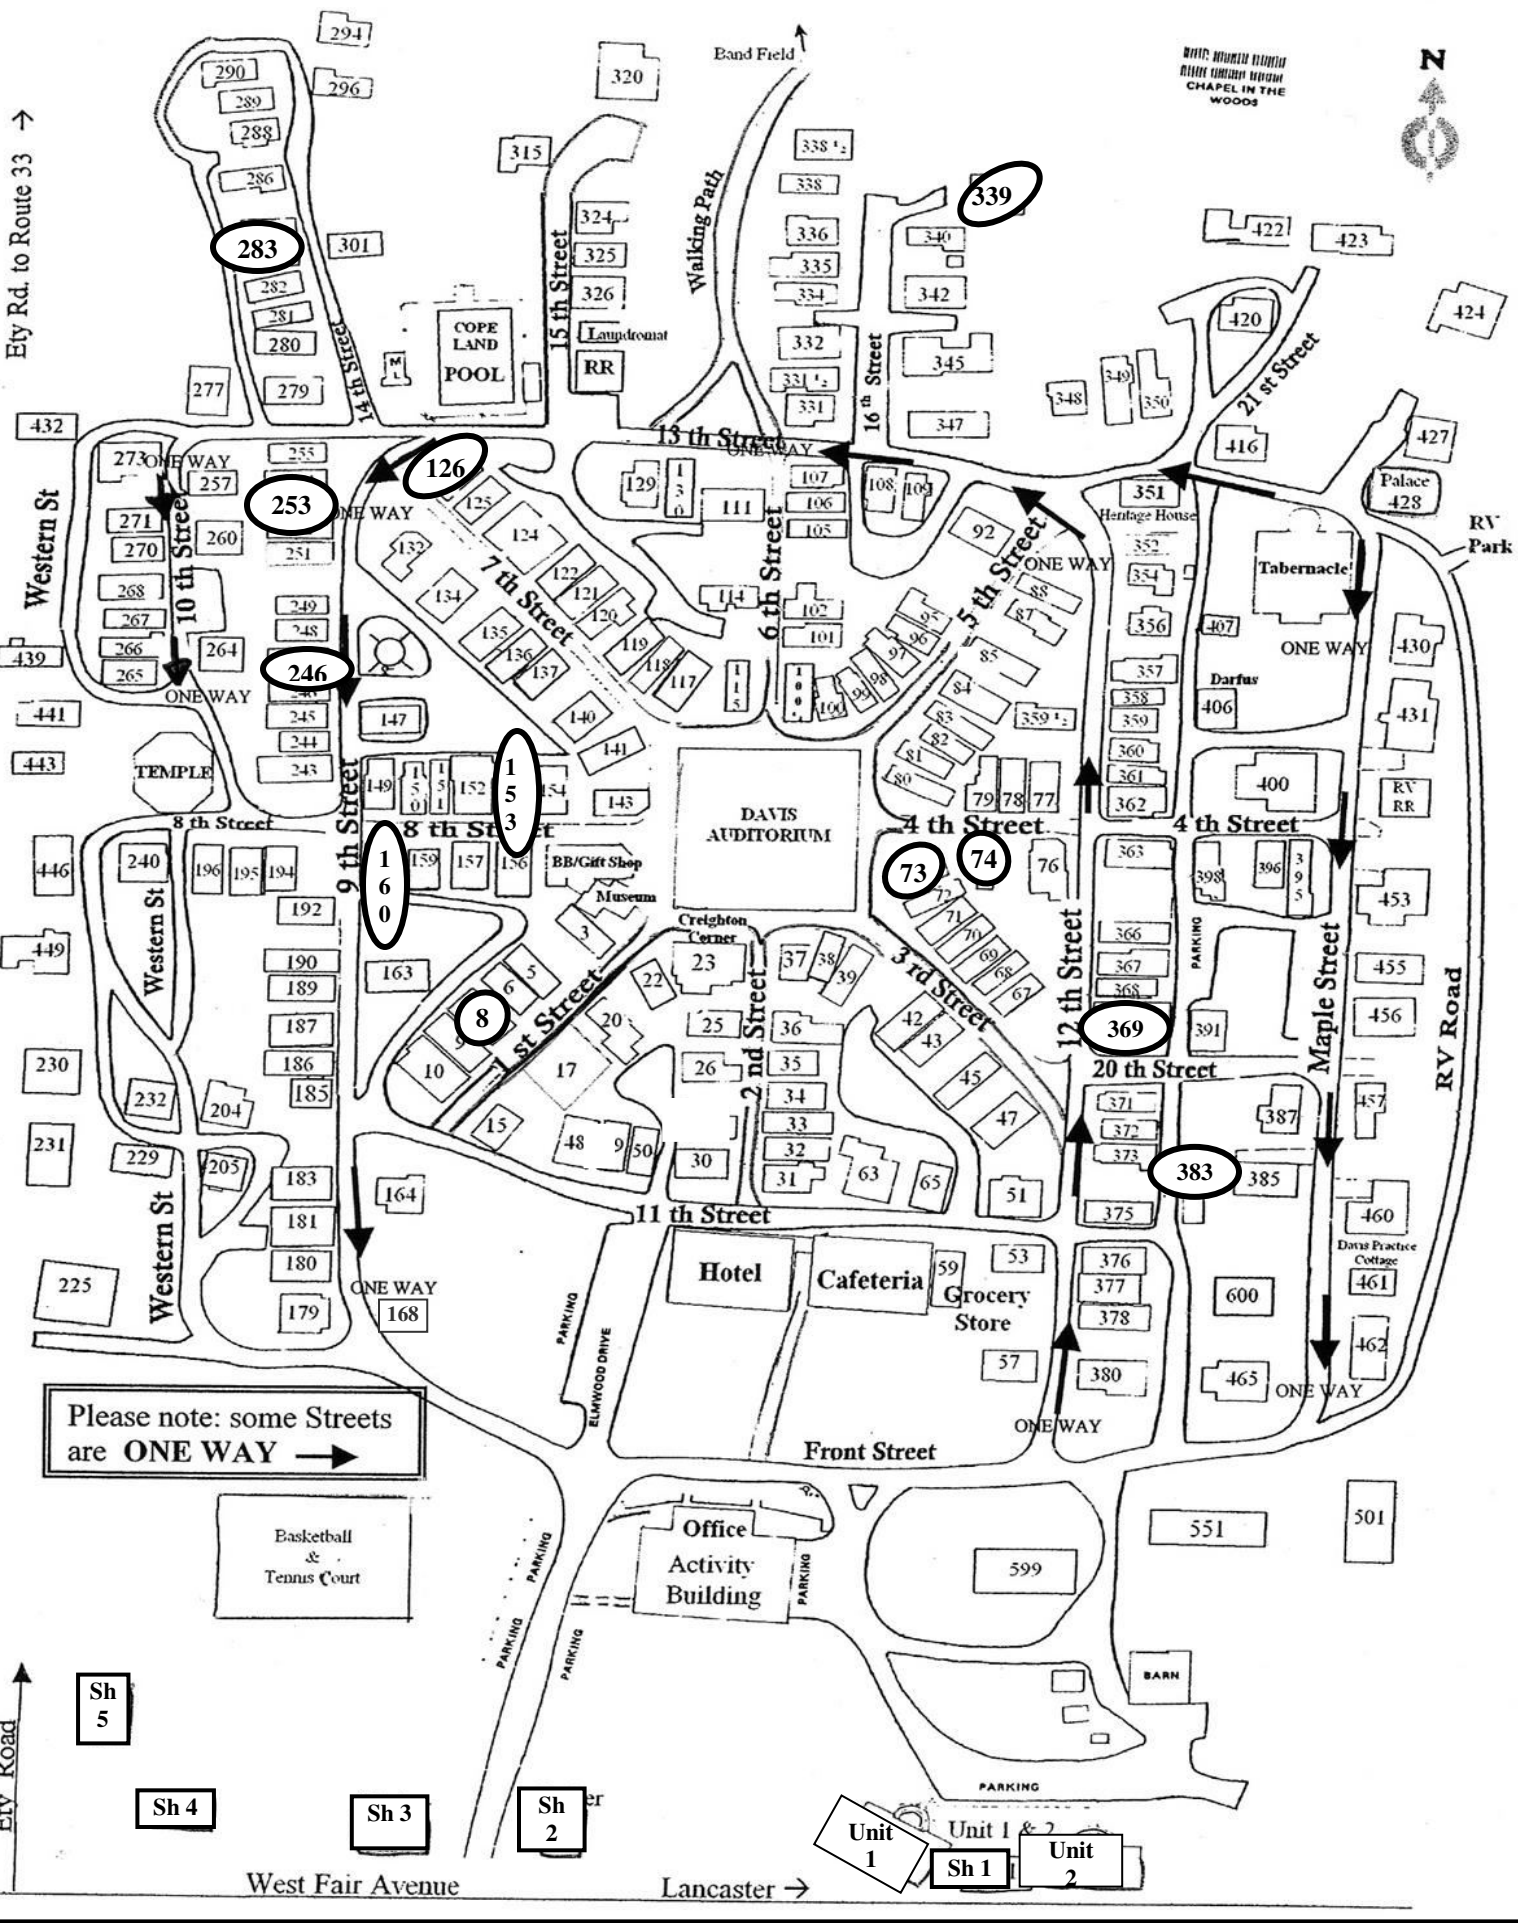 294
290
296
320
Band Field
N
CHAPEL IN THE
WOODS
289
288
286
315
338 ½
338
339
Ety Rd. to Route 33 →
283
301
324
325
326
15 th Street
Walking Path
336
335
334
340
342
422
423
424
282
281
280
279
277
14 th Street
M
L
COPE
LAND
POOL
Laundromat
RR
332
331 ½
331
16 th Street
345
347
348
349
350
420
21 st Street
416
427
432
13 th Street
ONE WAY
273
ONE WAY
257
255
253
ONE WAY
251
126
125
124
129
130
111
107
106
105
108
109
351
Heritage House
Palace
428
RV
Park
Western St
271
270
268
267
266
265
10 th Street
260
264
ONE WAY
249
248
246
245
244
243
132
134
135
136
137
140
141
7 th Street
122
121
120
119
118
117
115
114
6 th Street
102
101
100
99
98
97
96
95
92
5 th Street
ONE WAY
88
87
85
84
83
82
81
80
359 ½
352
354
356
357
358
359
360
361
362
Tabernacle
407
Darfus
406
ONE WAY
430
431
439
441
443
TEMPLE
8 th Street
147
149
150
151
152
153
154
143
9 th Street
8 th Street
DAVIS
AUDITORIUM
79
78
77
4 th Street
400
4 th Street
RV
RR
446
240
196
195
194
160
159
157
156
BB/Gift Shop
Museum
73
74
76
72
71
70
69
68
67
363
398
396
395
453
449
Western St
192
190
189
187
186
185
163
3
5
6
8
9
10
1 st Street
Creighton
Corner
23
22
20
17
15
25
26
2 nd Street
37
38
39
36
35
34
33
32
31
3 rd Street
42
43
45
47
12 th Street
366
367
368
369
PARKING
391
20 th Street
Maple Street
455
456
457
RV Road
230
232
204
231
229
205
183
181
180
179
164
48
9
50
30
63
65
51
371
372
373
375
383
387
385
460
Western St
225
11 th Street
ONE WAY
168
PARKING
ELMWOOD DRIVE
Hotel
Cafeteria
59
Grocery
Store
53
57
376
377
378
380
600
465
Davis Practice
Cottage
461
462
ONE WAY
ONE WAY
Please note: some Streets
are ONE WAY
Front Street
Basketball
&
Tennis Court
PARKING
PARKING
PARKING
Office
Activity
Building
PARKING
599
551
501
BARN
Sh
5
Sh 4
Sh 3
Sh
2
er
PARKING
Unit
1
Unit 1 & 2
Sh 1
Unit
2
Ety Road
West Fair Avenue
Lancaster →